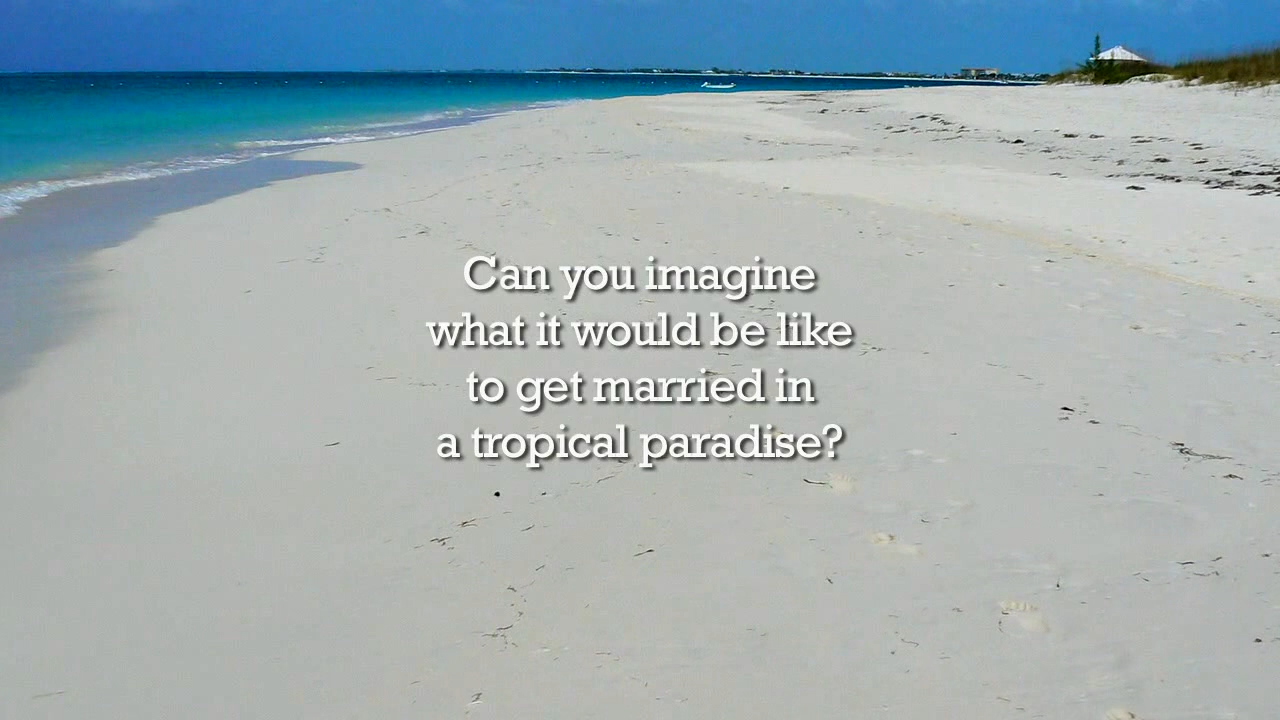 Can you imagine
what it would be like
to get married in
a tropical paradise?